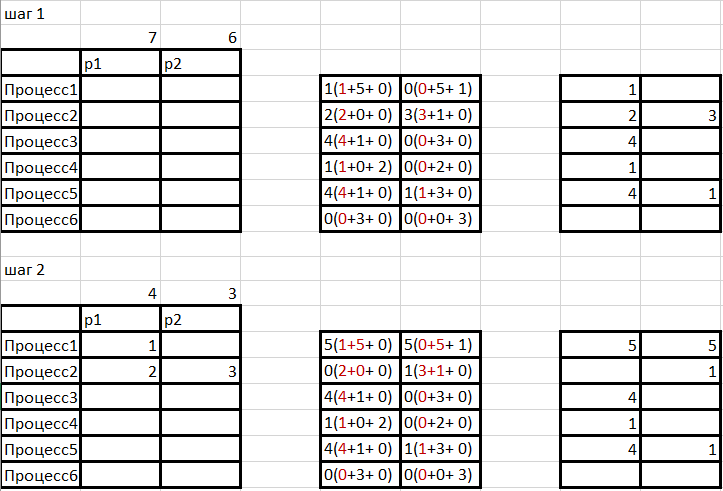 шаг 1
7 6
p1 p2
Процесс1 1(1+5+ 0) 0(0+5+ 1) 1
Процесс2 2(2+0+ 0) 3(3+1+ 0) 2 3
Процесс3 4(4+1+ 0) 0(0+3+ 0) 4
Процесс4 1(1+0+ 2) 0(0+2+ 0) 1
Процесс5 4(4+1+ 0) 1(1+3+ 0) 4 1
Процесс6 0(0+3+ 0) 0(0+0+ 3)
шаг 2
4 3
p1 p2
Процесс1 1 5(1+5+ 0) 5(0+5+ 1) 5 5
Процесс2 2 3 0(2+0+ 0) 1(3+1+ 0) 1
Процесс3 4(4+1+ 0) 0(0+3+ 0) 4
Процесс4 1(1+0+ 2) 0(0+2+ 0) 1
Процесс5 4(4+1+ 0) 1(1+3+ 0) 4 1
Процесс6 0(0+3+ 0) 0(0+0+ 3)